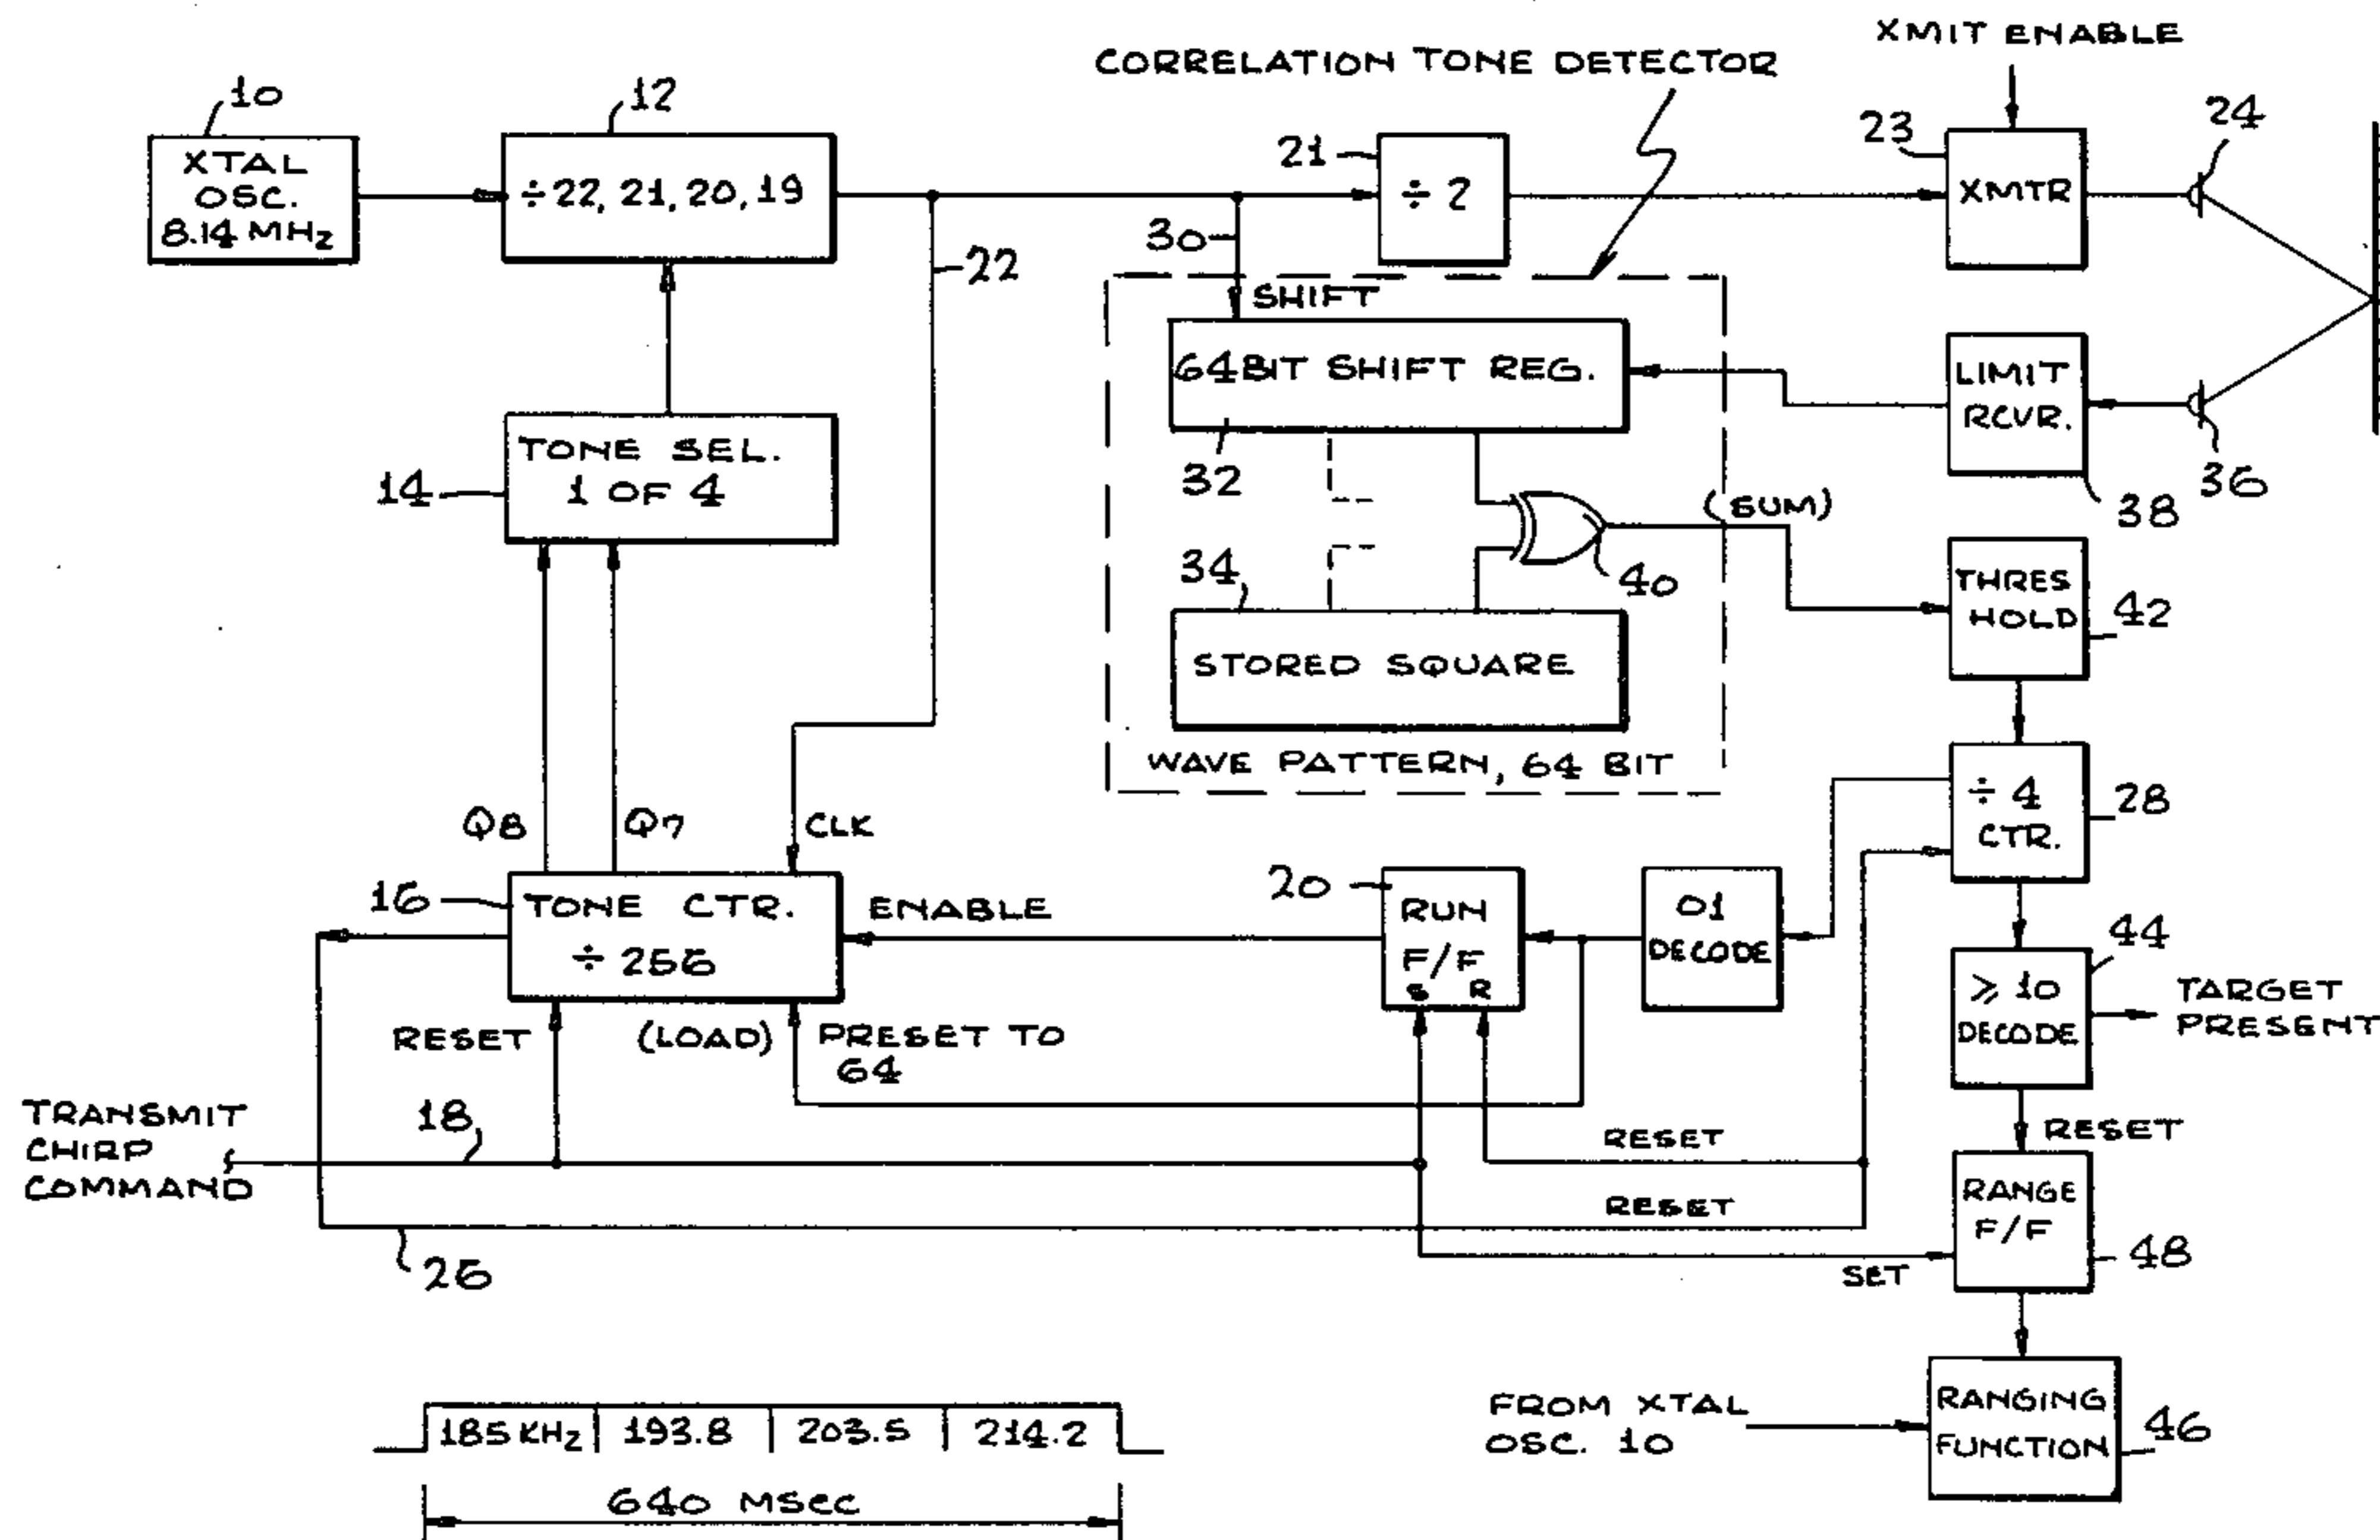 XMIT ENABLE
CORRELATION TONE DETECTOR
10
12
XTAL
OSC.
8.14 MHz
÷22, 21, 20, 19
21
÷ 2
23
XMTR
24
22
30
SHIFT
64 BIT SHIFT REG.
32
LIMIT
RCVR.
36
38
TONE SEL.
1 OF 4
14
(SUM)
40
34
STORED SQUARE
WAVE PATTERN, 64 BIT
THRES
HOLD
42
÷ 4
CTR.
28
Q8
Q7
CLK
16
TONE CTR.
÷ 256
ENABLE
20
RUN
F/F
S R
01
DECODE
44
≥ 10
DECODE
TARGET
PRESENT
RESET
(LOAD)
PRESET TO
64
TRANSMIT
CHIRP
COMMAND
18
RESET
RESET
RESET
RANGE
F/F
48
26
SET
185 KHz 193.8 203.5 214.2
640 MSEC
FROM XTAL
OSC. 10
RANGING
FUNCTION
46